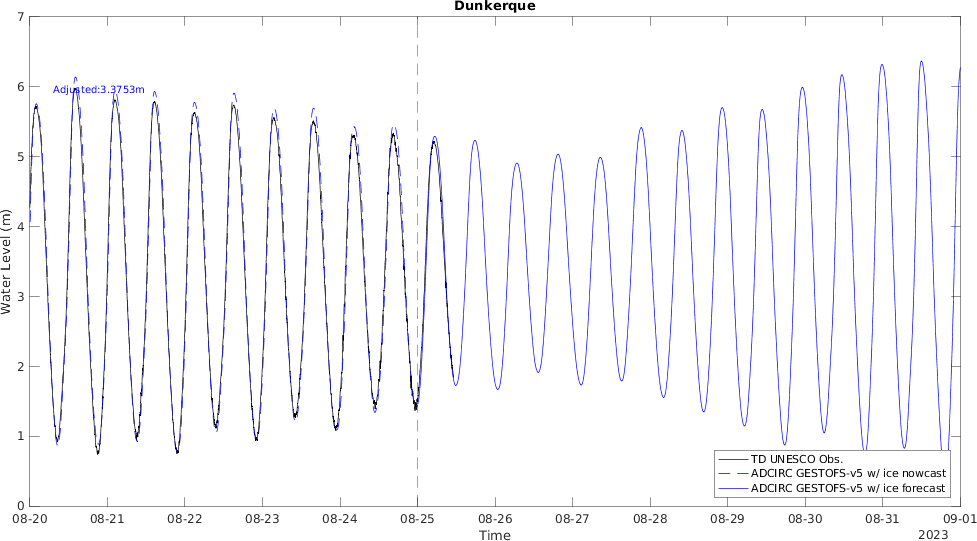 Dunkerque
7
6
5
4
3
2
1
0
Water Level (m)
Adjusted:3.3753m
TD UNESCO Obs.
ADCIRC GESTOFS-v5 w/ ice nowcast
ADCIRC GESTOFS-v5 w/ ice forecast
08-20 08-21 08-22 08-23 08-24 08-25 08-26 08-27 08-28 08-29 08-30 08-31 09-01
Time
2023